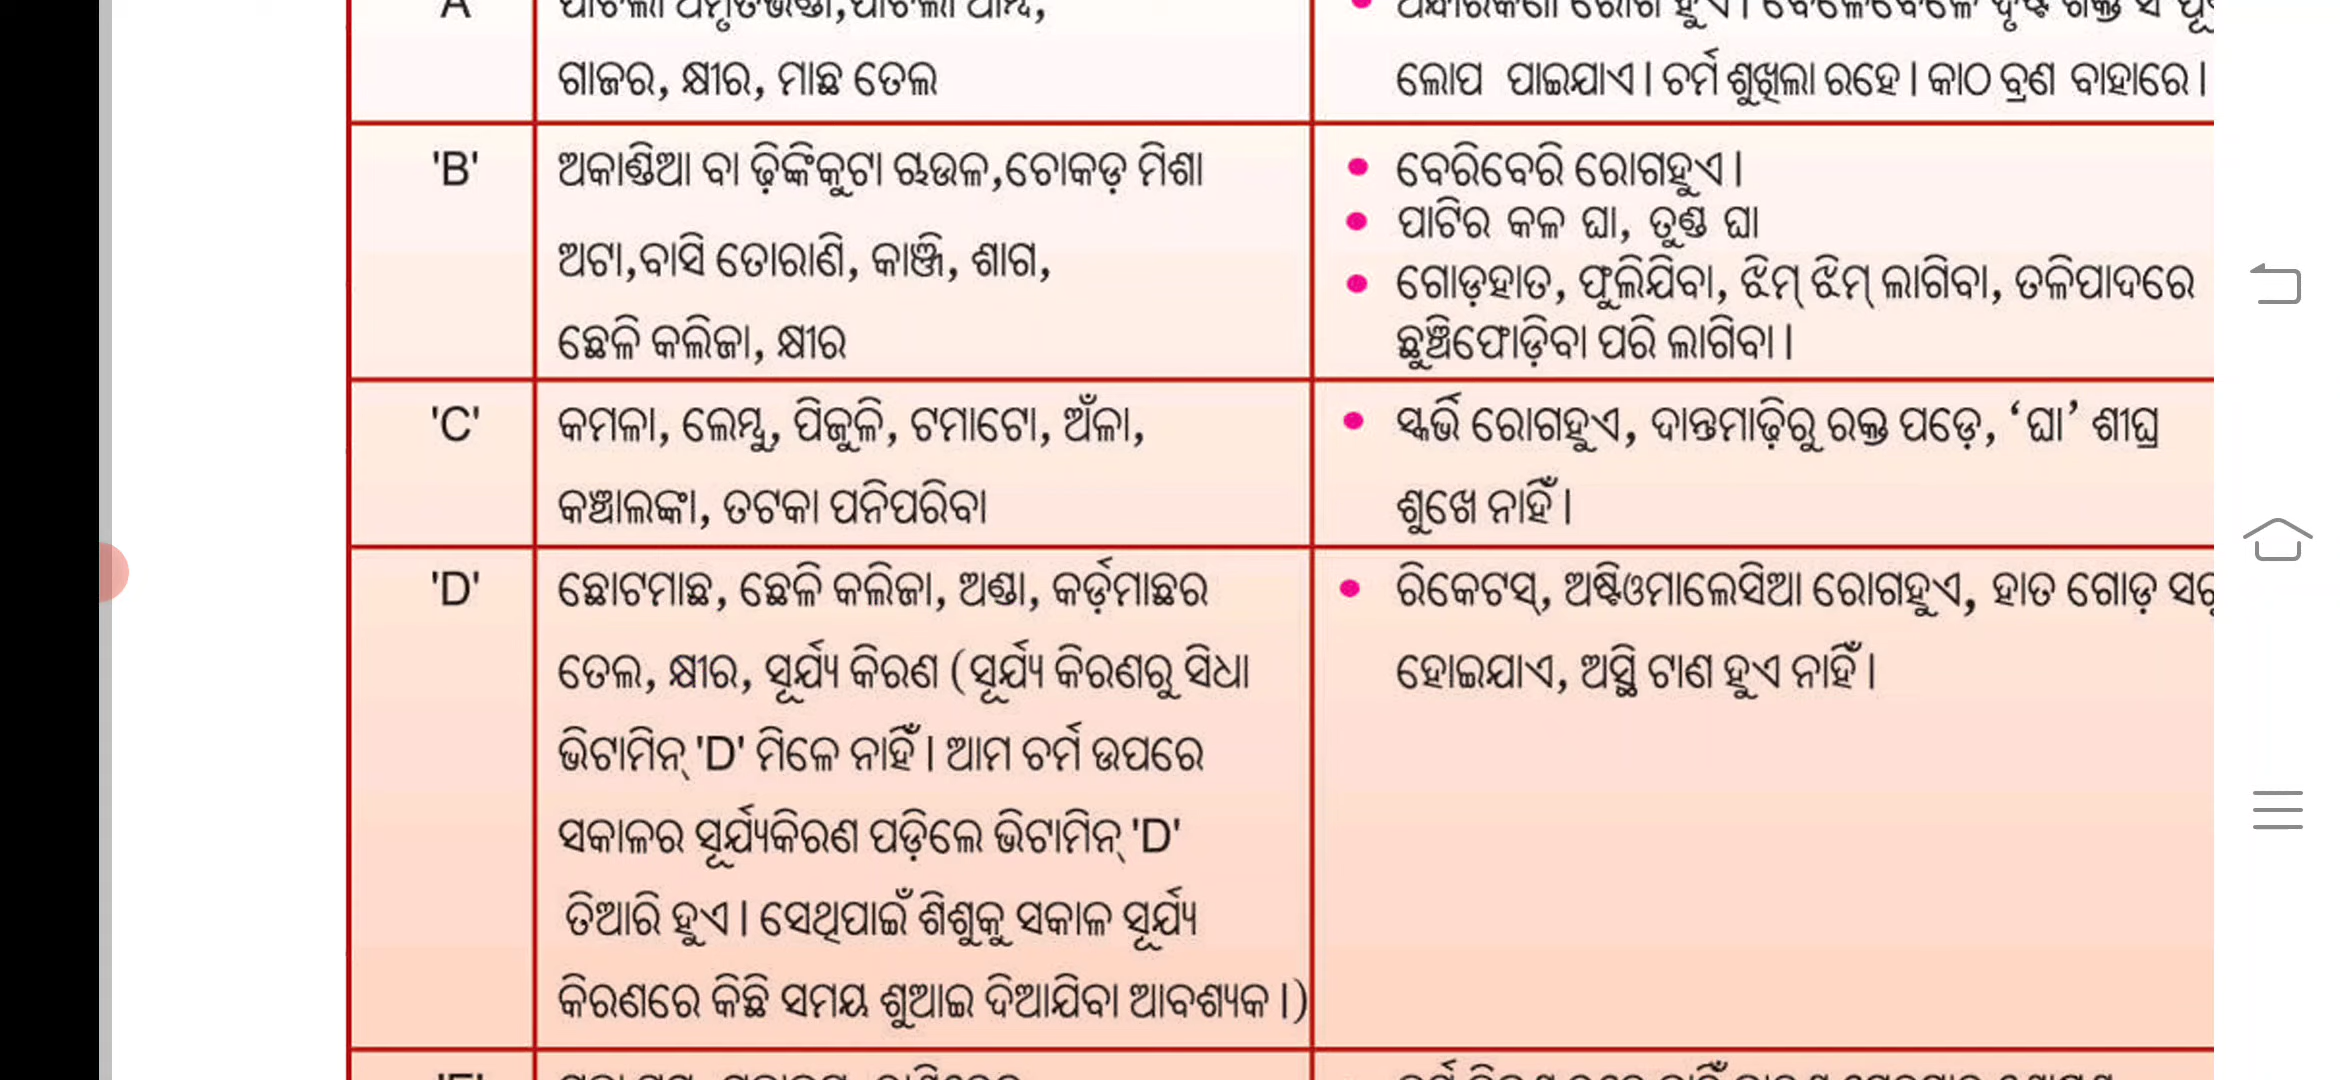 ଗାଜର, କ୍ଷୀର, ମାଛ ତେଲ
ଲୋପ ପାଇଯାଏ। ଚର୍ମ ଶୁଖିଲା ରହେ। କାଠ ବ୍ରଣ ବାହାରେ।
'B'
ଅକାଣ୍ଡିଆ ବା ଢ଼ିଙ୍କିକୁଟା ଋଉଳ,ଚୋକଡ଼ ମିଶା
ଅଟା,ବାସି ତୋରାଣି, କାଞ୍ଜି, ଶାଗ,
ଛେଳି କଲିଜା, କ୍ଷୀର
• ବେରିବେରି ରୋଗହୁଏ।
• ପାଟିର କଳ ଘା, ତୁଣ୍ଡ ଘା
• ଗୋଡ଼ହାତ, ଫୁଲିଯିବା, ଝିମ୍ ଝିମ୍ ଲାଗିବା, ତଳିପାଦରେ
ଛୁଞ୍ଚିଫୋଡ଼ିବା ପରି ଲାଗିବା।
'C'
କମଳା, ଲେମ୍ବୁ, ପିଜୁଳି, ଟମାଟୋ, ଅଁଳା,
କଞ୍ଚାଲଙ୍କା, ତଟକା ପନିପରିବା
• ସ୍କର୍ଭି ରୋଗହୁଏ, ଦାନ୍ତମାଢ଼ିରୁ ରକ୍ତ ପଡ଼େ, ‘ଘା’ ଶୀଘ୍ର
ଶୁଖେ ନାହିଁ।
'D'
ଛୋଟମାଛ, ଛେଳି କଲିଜା, ଅଣ୍ଡା, କର୍ଡ଼ମାଛର
ତେଲ, କ୍ଷୀର, ସୂର୍ଯ୍ୟ କିରଣ (ସୂର୍ଯ୍ୟ କିରଣରୁ ସିଧା
ଭିଟାମିନ୍ 'D' ମିଳେ ନାହିଁ। ଆମ ଚର୍ମ ଉପରେ
ସକାଳର ସୂର୍ଯ୍ୟକିରଣ ପଡ଼ିଲେ ଭିଟାମିନ୍ 'D'
ତିଆରି ହୁଏ। ସେଥିପାଇଁ ଶିଶୁକୁ ସକାଳ ସୂର୍ଯ୍ୟ
କିରଣରେ କିଛି ସମୟ ଶୁଆଇ ଦିଆଯିବା ଆବଶ୍ୟକ।)
• ରିକେଟସ୍, ଅଷ୍ଟିଓମାଲେସିଆ ରୋଗହୁଏ, ହାତ ଗୋଡ଼
ହୋଇଯାଏ, ଅସ୍ଥି ଟାଣ ହୁଏ ନାହିଁ।